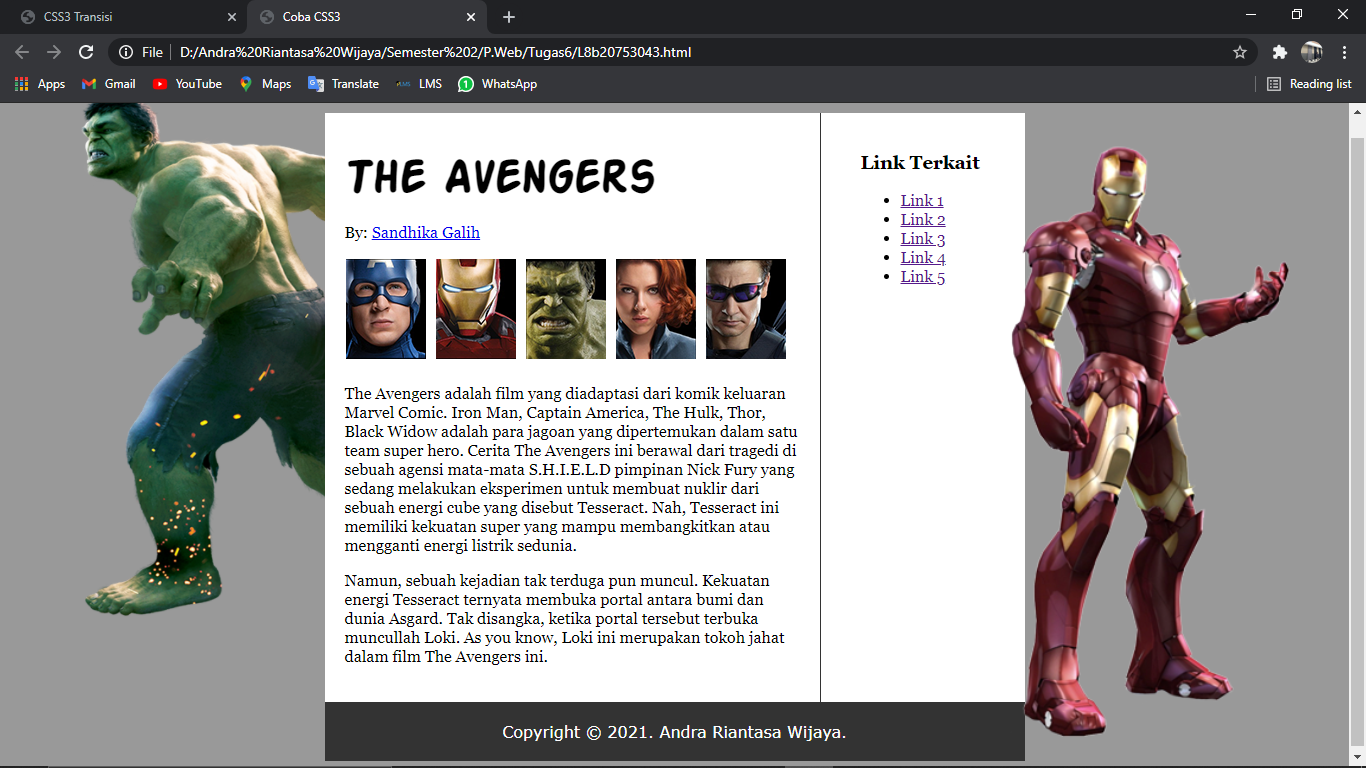 CSS3 Transisi
Coba CSS3
File
D:/Andra%20Riantasa%20Wijaya/Semester%202/P.Web/Tugas6/L8b20753043.html
Apps
Gmail
YouTube
Maps
Translate
LMS
1
WhatsApp
Reading list
THE AVENGERS
By: Sandhika Galih
The Avengers adalah film yang diadaptasi dari komik keluaran
Marvel Comic. Iron Man, Captain America, The Hulk, Thor,
Black Widow adalah para jagoan yang dipertemukan dalam satu
team super hero. Cerita The Avengers ini berawal dari tragedi di
sebuah agensi mata-mata S.H.I.E.L.D pimpinan Nick Fury yang
sedang melakukan eksperimen untuk membuat nuklir dari
sebuah energi cube yang disebut Tesseract. Nah, Tesseract ini
memiliki kekuatan super yang mampu membangkitkan atau
mengganti energi listrik sedunia.
Namun, sebuah kejadian tak terduga pun muncul. Kekuatan
energi Tesseract ternyata membuka portal antara bumi dan
dunia Asgard. Tak disangka, ketika portal tersebut terbuka
muncullah Loki. As you know, Loki ini merupakan tokoh jahat
dalam film The Avengers ini.
Link Terkait
Link 1
Link 2
Link 3
Link 4
Link 5
Copyright © 2021. Andra Riantasa Wijaya.